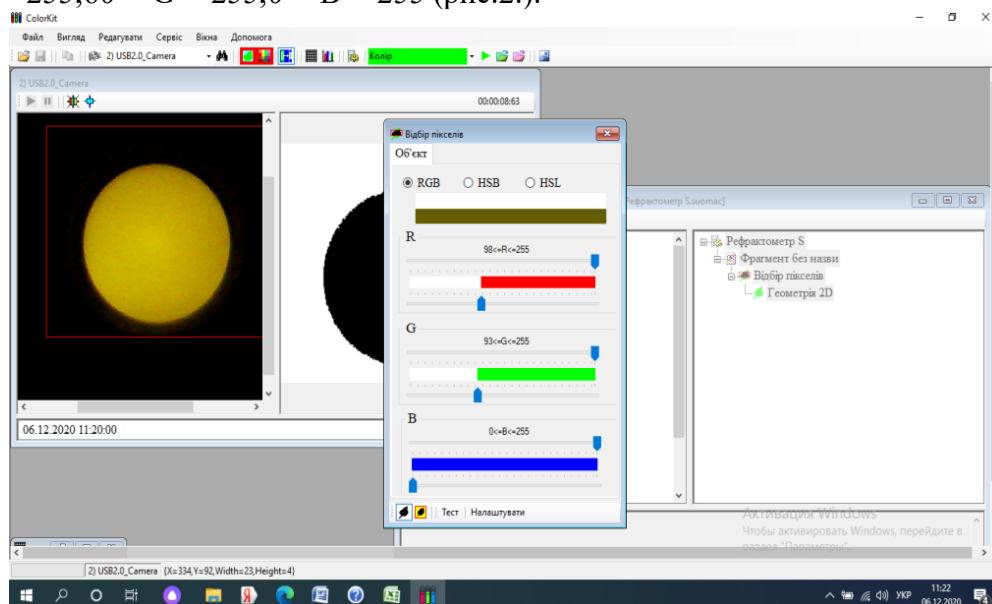 255,60 G 255,0 B 255 (рис.2.).
ColorKit
Файл Вигляд Редагувати Сервіс Вікна Допомога
2) USB2.0_Camera Колір
2) USB2.0_Camera
00:00:08:63
06.12.2020 11:20:00
Відбір пікселів
Об'єкт
RGB HSB HSL
R
98<=R<=255
G
93<=G<=255
B
0<=B<=255
Тест Налаштувати
Рефрактометр S.suomac]
Рефрактометр S
Фрагмент без назви
Відбір пікселів
Геометрія 2D
Активация Windows
Чтобы активировать Windows, перейдите в
раздел "Параметры".
2) USB2.0_Camera {X=334,Y=92,Width=23,Height=4}
УКР
11:22
06.12.2020